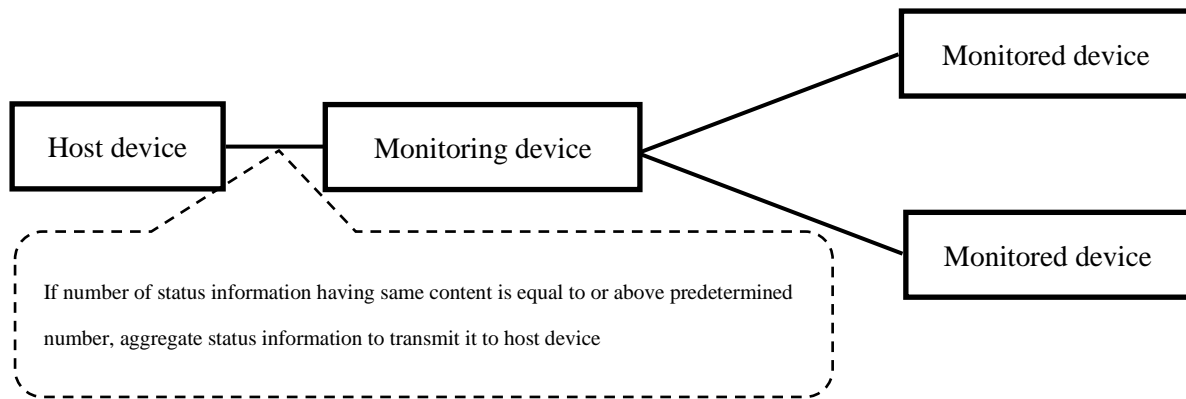 Monitored device
Host device
Monitoring device
Monitored device
If number of status information having same content is equal to or above predetermined
number, aggregate status information to transmit it to host device